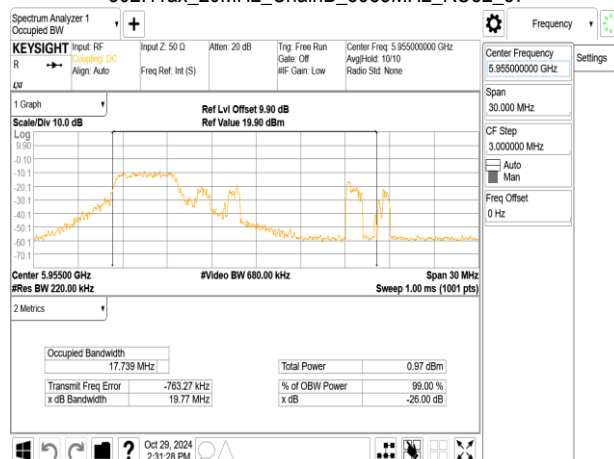 Spectrum Analyzer 1
Occupied BW
Frequency
KEYSIGHT Input: RF Input Z: 50 Ω Atten: 20 dB Trig: Free Run Center Freq: 5.955000000 GHz
R Coupling: DC Gate: Off Avg|Hold: 10/10
Align: Auto Freq Ref: Int (S) #IF Gain: Low Radio Std: None
LXI
Center Frequency
5.955000000 GHz
Settings
Span
30.000 MHz
CF Step
3.000000 MHz
Auto
Man
Freq Offset
0 Hz
1 Graph
Ref Lvl Offset 9.90 dB
Scale/Div 10.0 dB Ref Value 19.90 dBm
Log
9.90
-0.10
-10.1
-20.1
-30.1
-40.1
-50.1
-60.1
-70.1
Center 5.95500 GHz #Video BW 680.00 kHz Span 30 MHz
#Res BW 220.00 kHz Sweep 1.00 ms (1001 pts)
2 Metrics
Occupied Bandwidth
17.739 MHz Total Power 0.97 dBm
Transmit Freq Error -763.27 kHz % of OBW Power 99.00 %
x dB Bandwidth 19.77 MHz x dB -26.00 dB
? Oct 29, 2024
2:31:28 PM